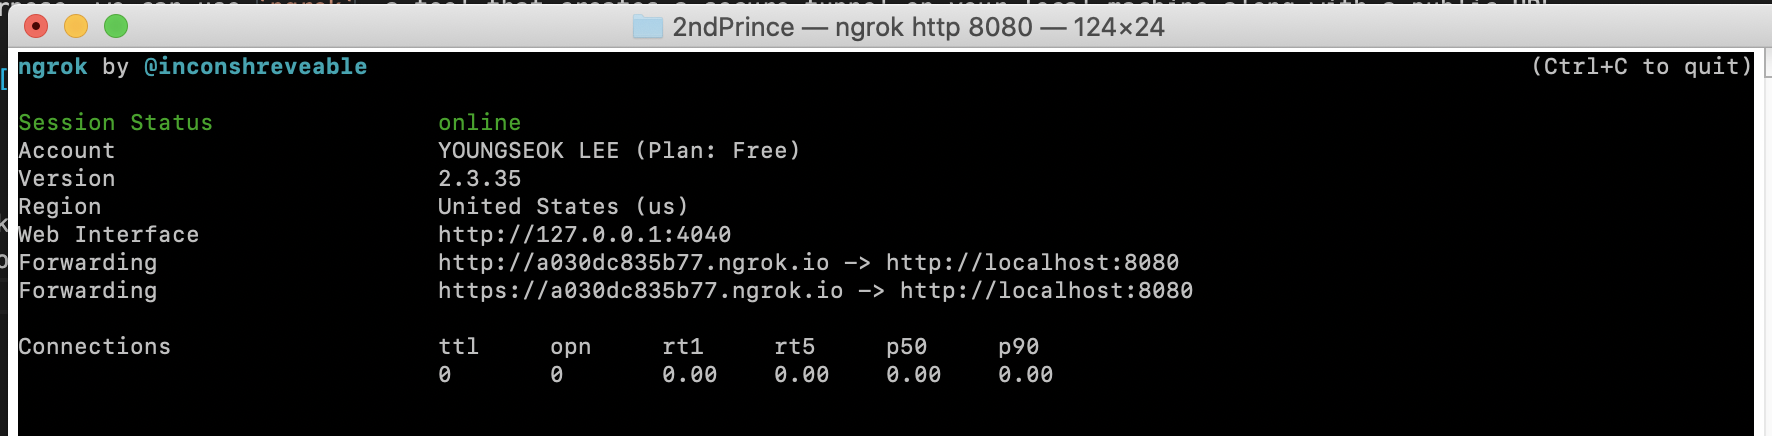 2ndPrince — ngrok http 8080 — 124×24
ngrok by @inconshreveable (Ctrl+C to quit)
Session Status online
Account YOUNGSEOK LEE (Plan: Free)
Version 2.3.35
Region United States (us)
Web Interface http://127.0.0.1:4040
Forwarding http://a030dc835b77.ngrok.io -> http://localhost:8080
Forwarding https://a030dc835b77.ngrok.io -> http://localhost:8080
Connections ttl opn rt1 rt5 p50 p90
0 0 0.00 0.00 0.00 0.00